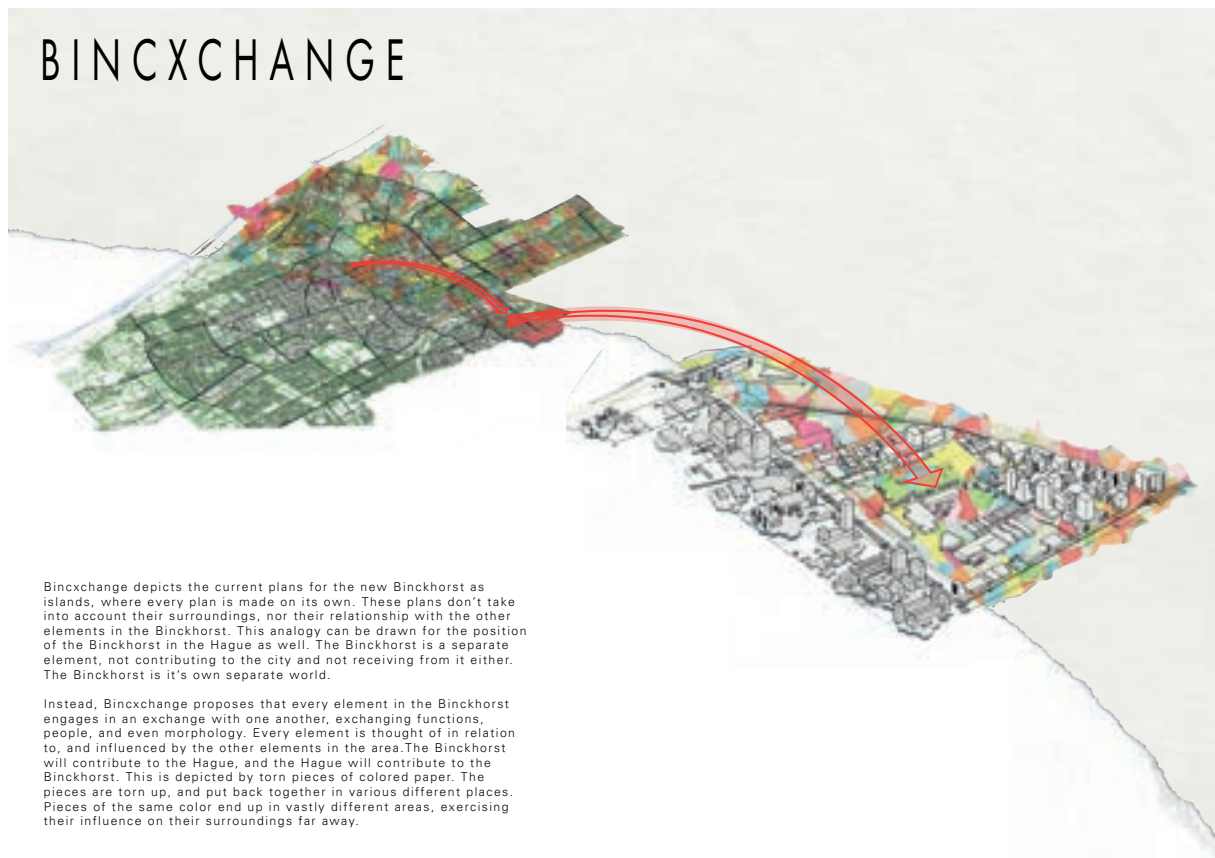 BINCXCHANGE
Bincxchange depicts the current plans for the new Binckhorst as
islands, where every plan is made on its own. These plans don't take
into account their surroundings, nor their relationship with the other
elements in the Binckhorst. This analogy can be drawn for the position
of the Binckhorst in the Hague as well. The Binckhorst is a separate
element, not contributing to the city and not receiving from it either.
The Binckhorst is it's own separate world.
Instead, Bincxchange proposes that every element in the Binckhorst
engages in an exchange with one another, exchanging functions,
people, and even morphology. Every element is thought of in relation
to, and influenced by the other elements in the area.The Binckhorst
will contribute to the Hague, and the Hague will contribute to the
Binckhorst. This is depicted by torn pieces of colored paper. The
pieces are torn up, and put back together in various different places.
Pieces of the same color end up in vastly different areas, exercising
their influence on their surroundings far away.